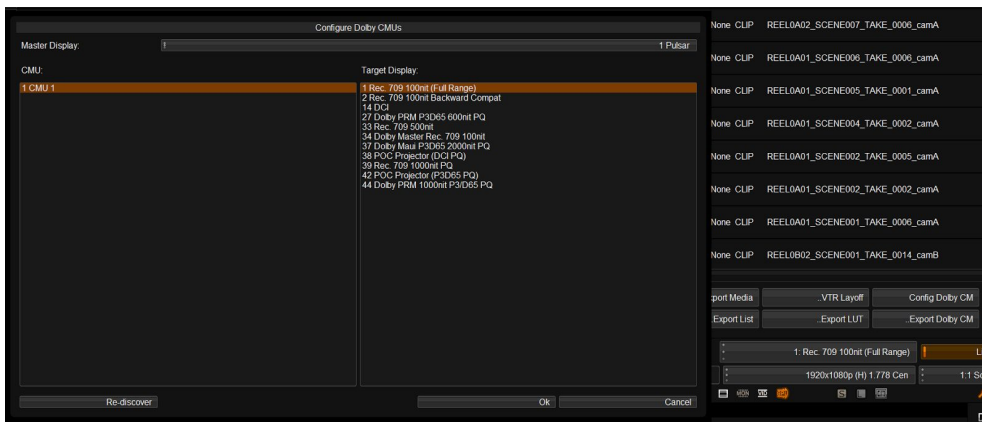 Configure Dolby CMUs
Master Display:
! 1 Pulsar
CMU:
1 CMU 1
Target Display:
1 Rec. 709 100nit (Full Range)
2 Rec. 709 100nit Backward Compat
14 DCI
27 Dolby PRM P3D65 600nit PQ
33 Rec. 709 500nit
34 Dolby Master Rec. 709 100nit
37 Dolby Maui P3D65 2000nit PQ
38 POC Projector (DCI PQ)
39 Rec. 709 1000nit PQ
42 POC Projector (P3D65 PQ)
44 Dolby PRM 1000nit P3/D65 PQ
Re-discover
Ok
Cancel
None CLIP REEL0A02_SCENE007_TAKE_0006_camA
None CLIP REEL0A01_SCENE006_TAKE_0006_camA
None CLIP REEL0A01_SCENE005_TAKE_0001_camA
None CLIP REEL0A01_SCENE004_TAKE_0002_camA
None CLIP REEL0A01_SCENE002_TAKE_0005_camA
None CLIP REEL0A01_SCENE002_TAKE_0002_camA
None CLIP REEL0A01_SCENE001_TAKE_0006_camA
None CLIP REEL0B02_SCENE001_TAKE_0014_camB
port Media ..VTR Layoff Config Dolby CM
Export List ..Export LUT ..Export Dolby CM
1: Rec. 709 100nit (Full Range) !
1920x1080p (H) 1.778 Cen 1:1